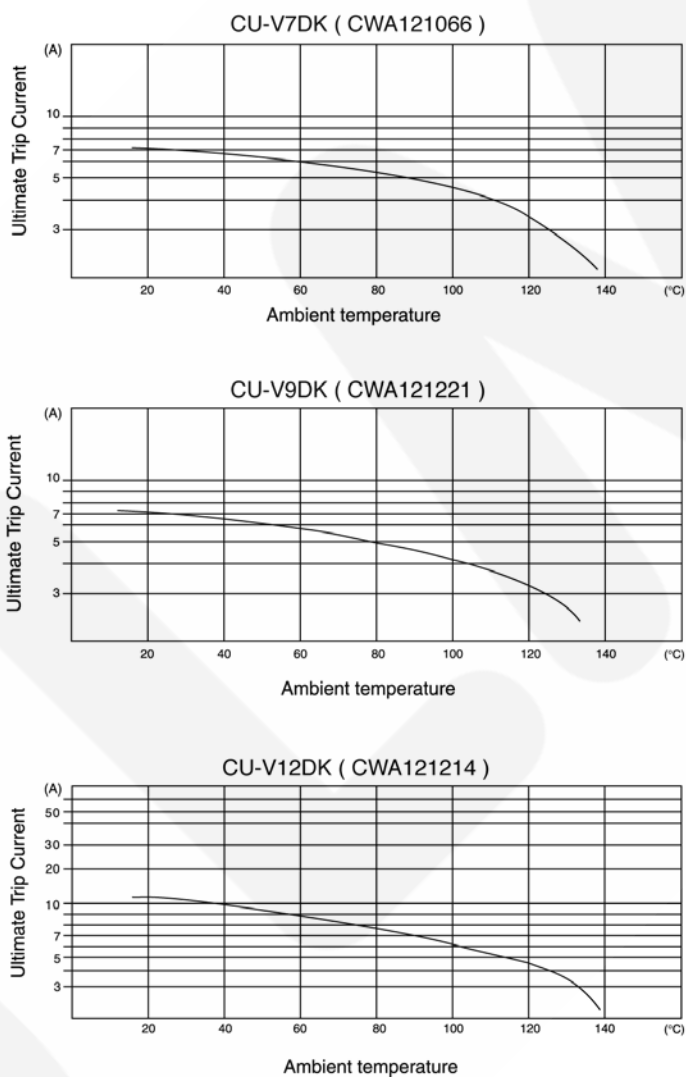 CU-V7DK ( CWA121066 )
(A)
Ultimate Trip Current
10
7
5
3
20 40 60 80 100 120 140 (°C)
Ambient temperature
CU-V9DK ( CWA121221 )
(A)
Ultimate Trip Current
10
7
5
3
20 40 60 80 100 120 140 (°C)
Ambient temperature
CU-V12DK ( CWA121214 )
(A)
Ultimate Trip Current
50
30
20
10
7
5
3
20 40 60 80 100 120 140 (°C)
Ambient temperature